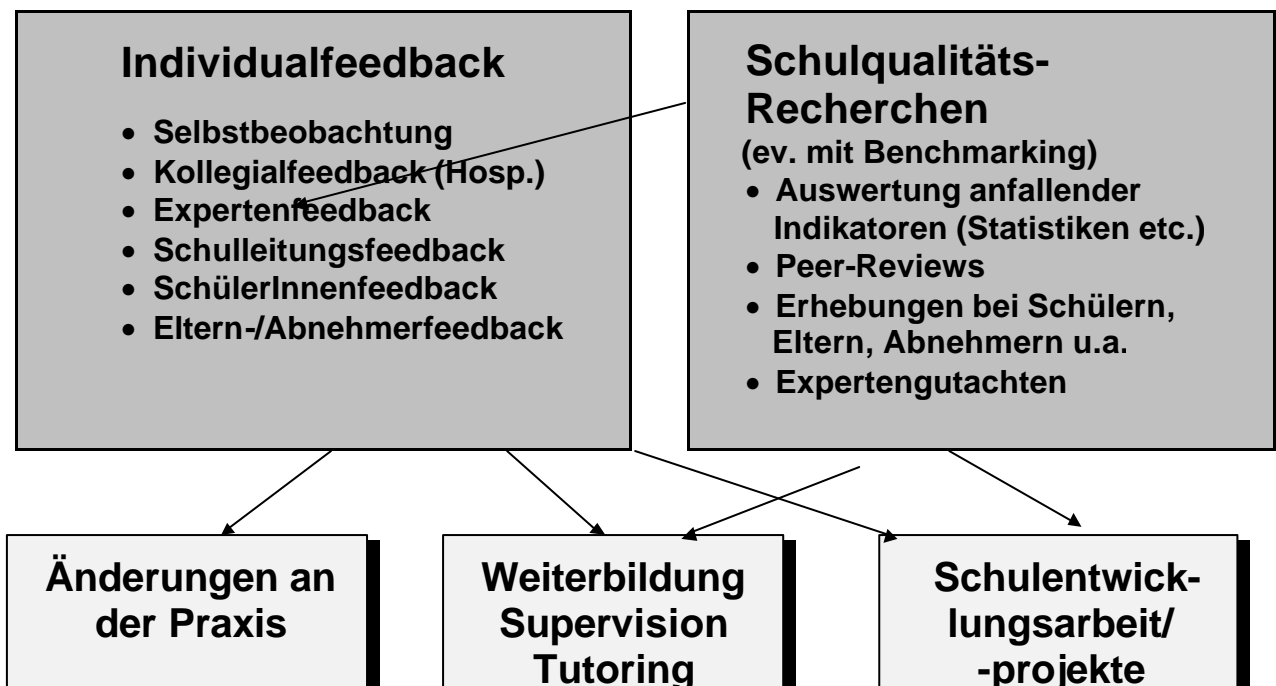 Individualfeedback
• Selbstbeobachtung
• Kollegialfeedback (Hosp.)
• Expertenfeedback
• Schulleitungsfeedback
• SchülerInnenfeedback
• Eltern-/Abnehmerfeedback
Schulqualitäts-
Recherchen
(ev. mit Benchmarking)
• Auswertung anfallender
Indikatoren (Statistiken etc.)
• Peer-Reviews
• Erhebungen bei Schülern,
Eltern, Abnehmern u.a.
• Expertengutachten
Änderungen an
der Praxis
Weiterbildung
Supervision
Tutoring
Schulentwick-
lungsarbeit/
-projekte